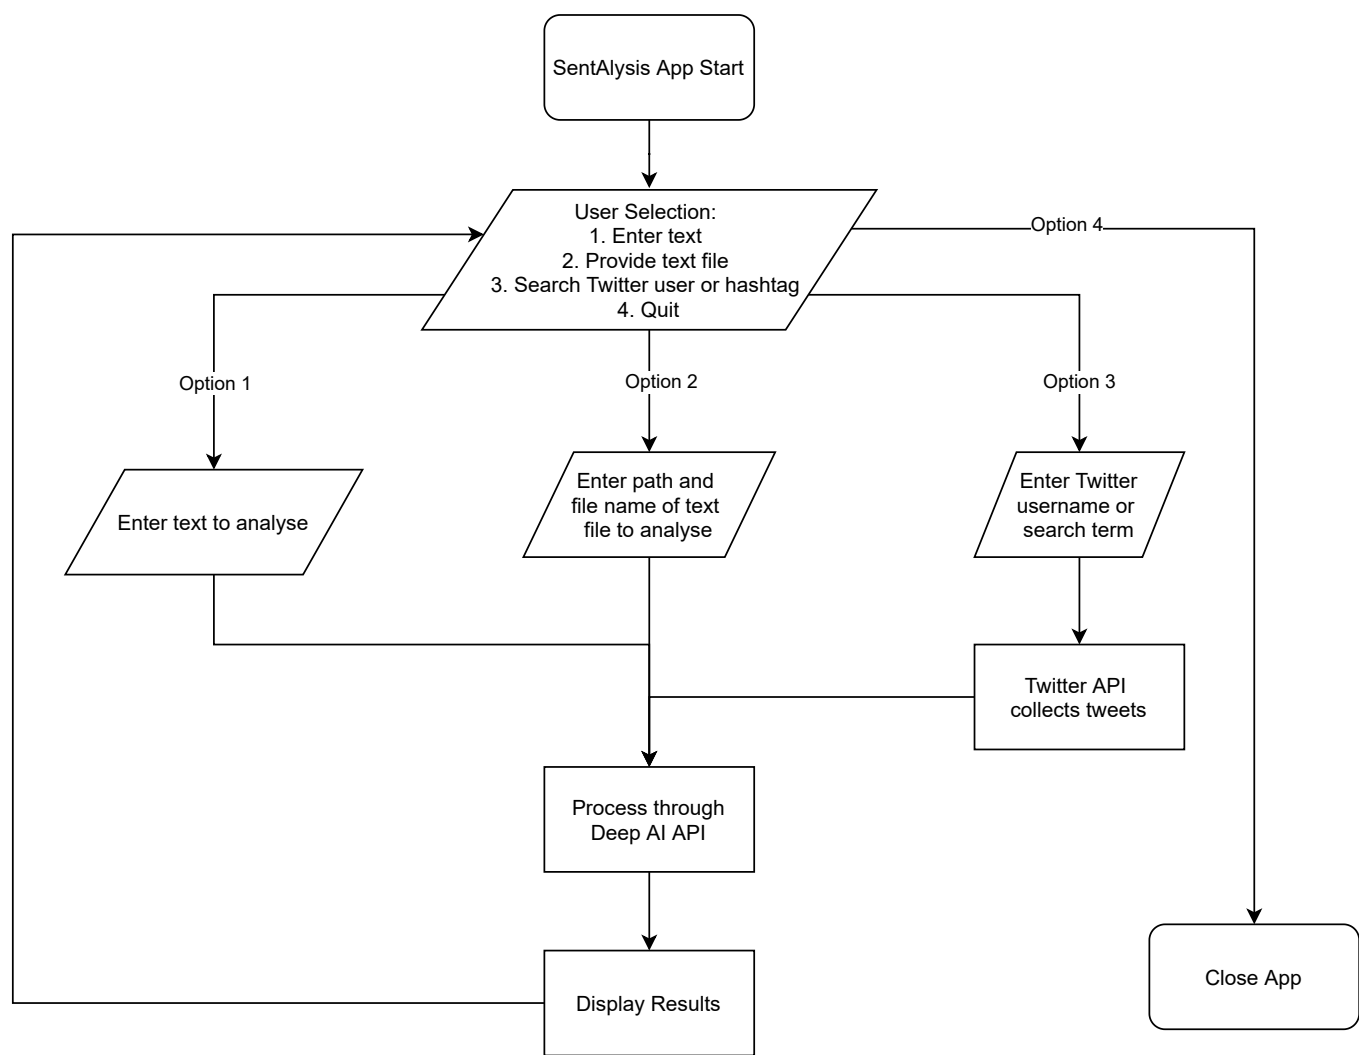 SentAlysis App Start
User Selection:
1. Enter text
2. Provide text file
3. Search Twitter user or hashtag
4. Quit
Option 4
Option 1
Option 2
Option 3
Enter text to analyse
Enter path and
file name of text
file to analyse
Enter Twitter
username or
search term
Twitter API
collects tweets
Process through
Deep AI API
Display Results
Close App